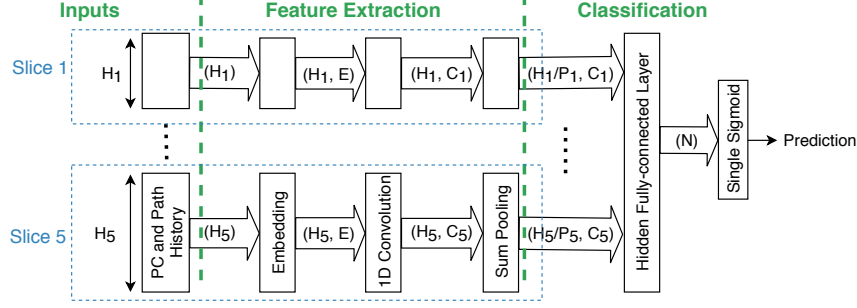 Inputs
Feature Extraction
Classification
Slice 1
H1
(H1)
(H1, E)
(H1, C1)
(H1/P1, C1)
Hidden Fully-connected Layer
(N)
Single Sigmoid
Prediction
Slice 5
H5
PC and Path
History
(H5)
Embedding
(H5, E)
1D Convolution
(H5, C5)
Sum Pooling
(H5/P5, C5)